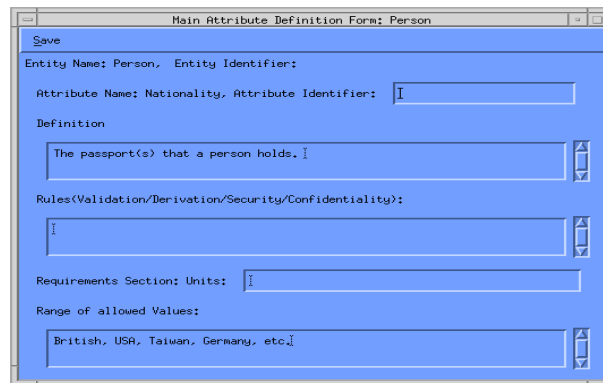 Main Attribute Definition Form: Person
Save
Entity Name: Person, Entity Identifier:
Attribute Name: Nationality, Attribute Identifier:
Definition
The passport(s) that a person holds.
Rules(Validation/Derivation/Security/Confidentiality):
Requirements Section: Units:
Range of allowed Values:
British, USA, Taiwan, Germany, etc.